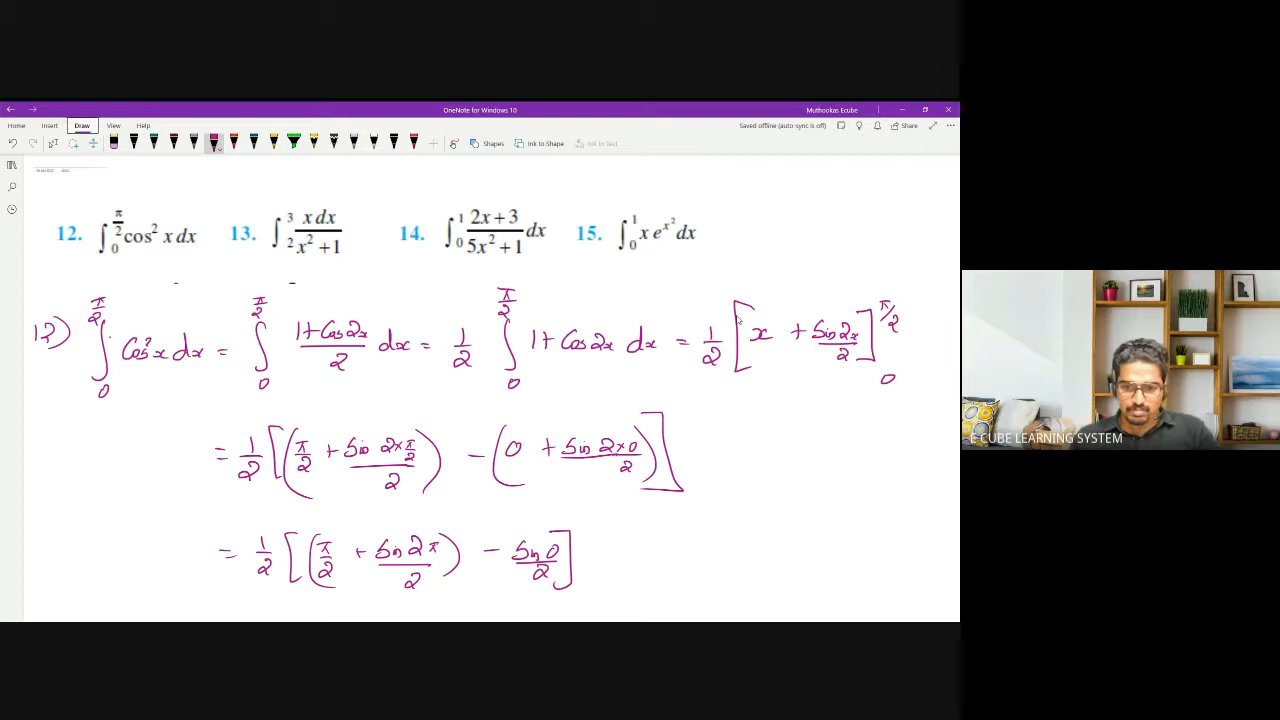 OneNote for Windows 10
Muthookas Ecube
Home Insert Draw View Help
Saved offline (auto-sync is off) Share
Shapes Ink to Shape Ink to Text
12. ∫₀^(π/2) cos² x dx 13. ∫₂³ x dx / (x² + 1) 14. ∫₀¹ (2x + 3) / (5x² + 1) dx 15. ∫₀¹ x e^(x²) dx
12) ∫₀^(π/2) Cos²x dx = ∫₀^(π/2) (1 + Cos2x)/2 dx = 1/2 ∫₀^(π/2) 1 + Cos2x dx = 1/2 [x + Sin2x/2]₀^(π/2)
= 1/2 [(π/2 + Sin 2×π/2 / 2) − (0 + Sin 2×0 / 2)]
= 1/2 [(π/2 + Sin2π/2) − Sin0/2]
E CUBE LEARNING SYSTEM